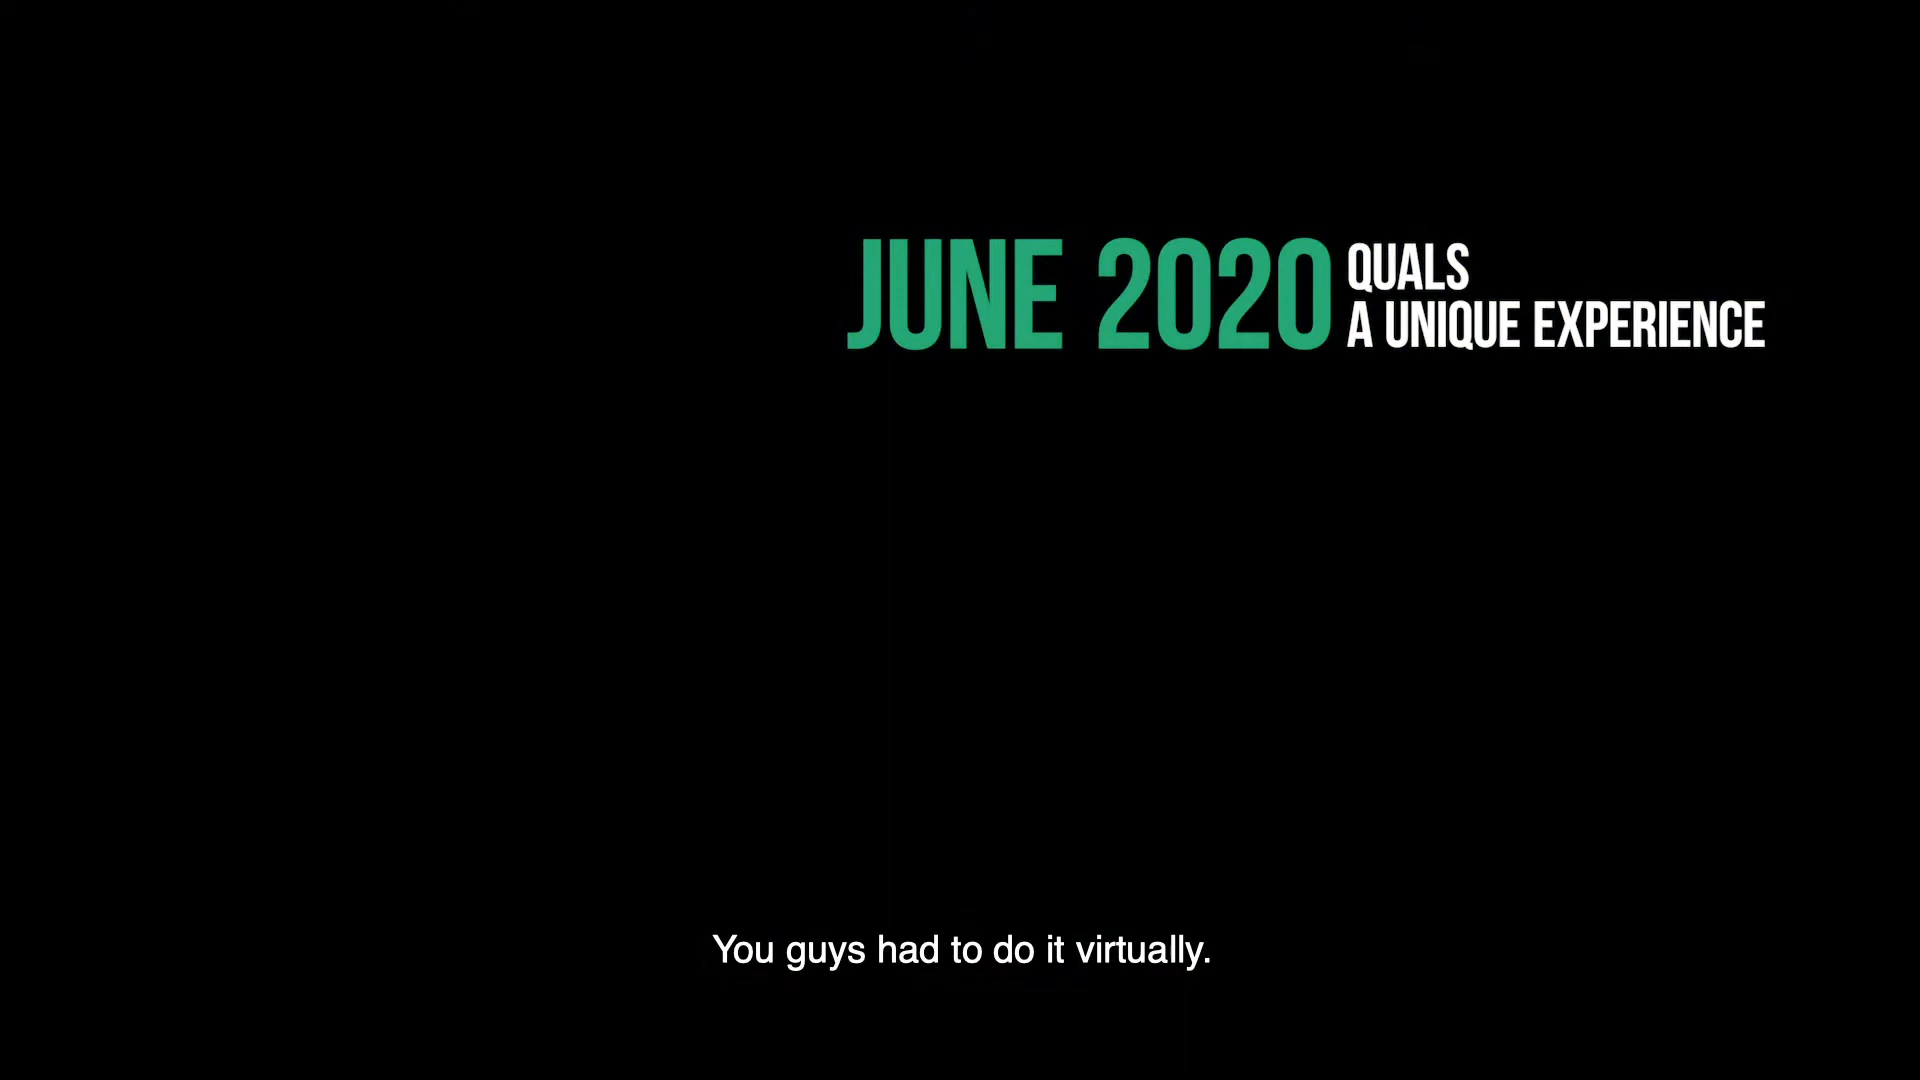 JUNE 2020
QUALS
A UNIQUE EXPERIENCE
You guys had to do it virtually.